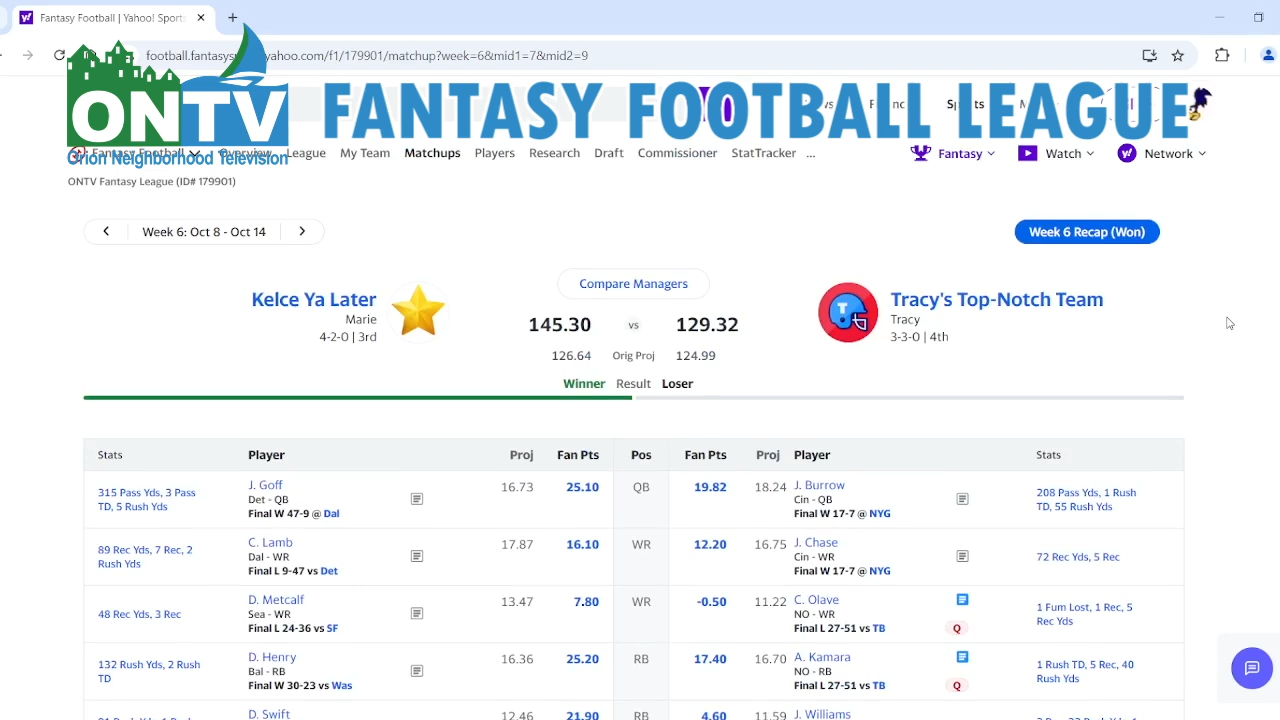 Fantasy Football | Yahoo! Sports
football.fantasysp yahoo.com/f1/179901/matchup?week=6&mid1=7&mid2=9
ONTV
Orion Neighborhood Television
FANTASY FOOTBALL LEAGUE
Sports
Fantasy Football Overview League My Team Matchups Players Research Draft Commissioner StatTracker ... Fantasy Watch Network
ONTV Fantasy League (ID# 179901)
Week 6: Oct 8 - Oct 14
Week 6 Recap (Won)
Compare Managers
Kelce Ya Later
Marie
4-2-0 | 3rd
145.30 vs 129.32
126.64 Orig Proj 124.99
Winner Result Loser
Tracy's Top-Notch Team
Tracy
3-3-0 | 4th
Stats Player Proj Fan Pts Pos Fan Pts Proj Player Stats
315 Pass Yds, 3 Pass
TD, 5 Rush Yds
J. Goff
Det - QB
Final W 47-9 @ Dal
16.73 25.10 QB 19.82 18.24
J. Burrow
Cin - QB
Final W 17-7 @ NYG
208 Pass Yds, 1 Rush
TD, 55 Rush Yds
89 Rec Yds, 7 Rec, 2
Rush Yds
C. Lamb
Dal - WR
Final L 9-47 vs Det
17.87 16.10 WR 12.20 16.75
J. Chase
Cin - WR
Final W 17-7 @ NYG
72 Rec Yds, 5 Rec
48 Rec Yds, 3 Rec
D. Metcalf
Sea - WR
Final L 24-36 vs SF
13.47 7.80 WR -0.50 11.22
C. Olave
NO - WR
Final L 27-51 vs TB
Q
1 Fum Lost, 1 Rec, 5
Rec Yds
132 Rush Yds, 2 Rush
TD
D. Henry
Bal - RB
Final W 30-23 vs Was
16.36 25.20 RB 17.40 16.70
A. Kamara
NO - RB
Final L 27-51 vs TB
Q
1 Rush TD, 5 Rec, 40
Rush Yds
D. Swift
12.46 21.90 RB 4.60 11.59
J. Williams